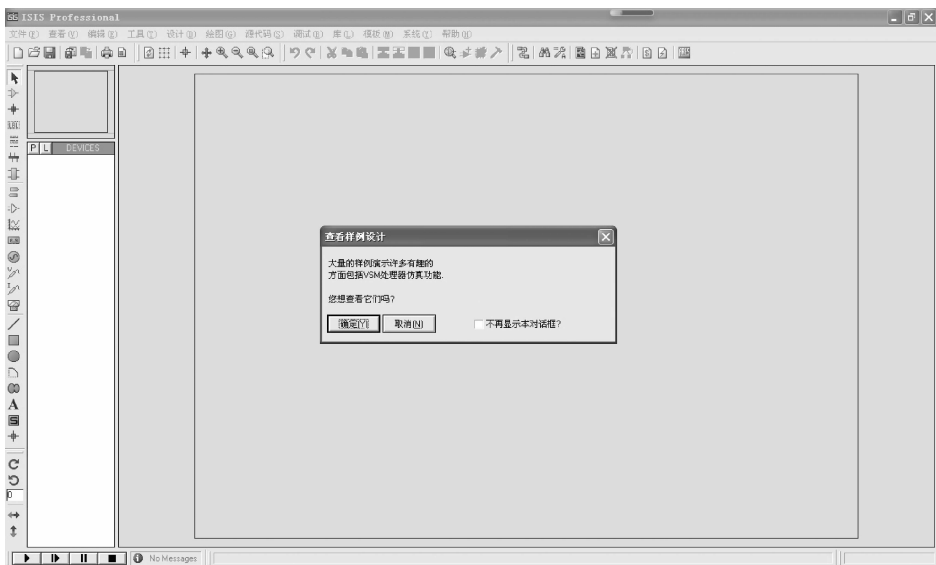 ISIS ISIS Professional
文件(F) 查看(V) 编辑(E) 工具(T) 设计(D) 绘图(G) 源代码(S) 调试(B) 库(L) 模板(M) 系统(Y) 帮助(H)
P L DEVICES
查看样例设计
大量的样例演示许多有趣的
方面包括VSM处理器仿真功能.
您想查看它们吗?
确定[Y] 取消[N] 不再显示本对话框?
A
S
0
No Messages